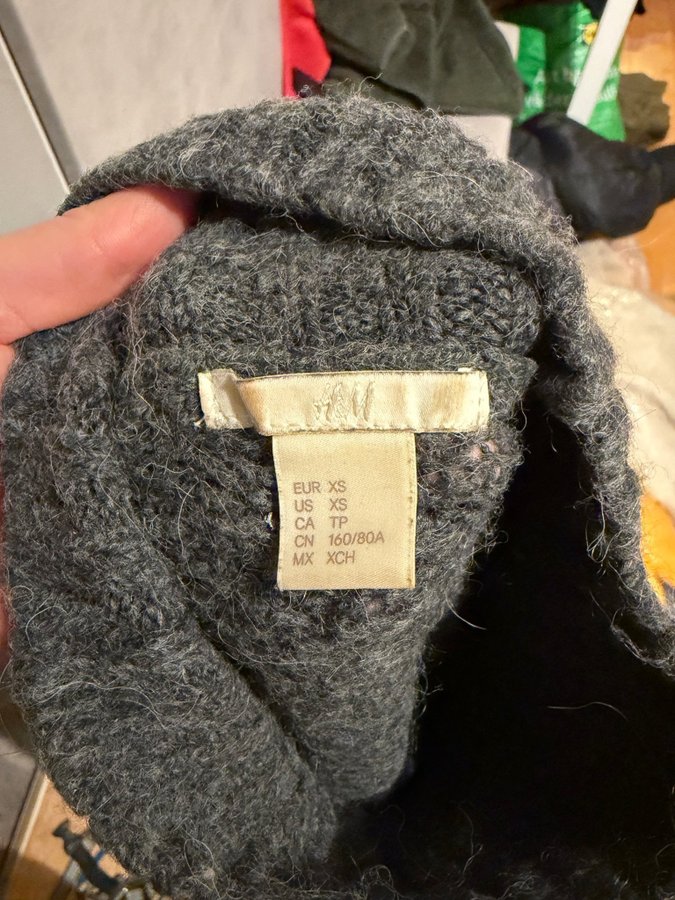 H&M
EUR XS
US XS
CA TP
CN 160/80A
MX XCH